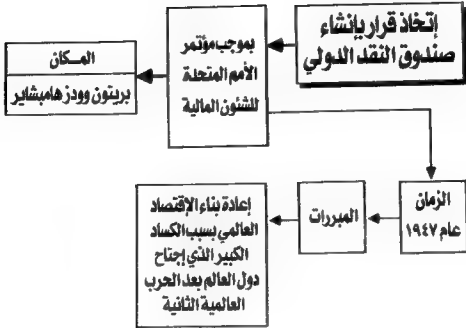 إتخاذ قرار بإنشاء
صندوق النقد الدولي
بموجب مؤتمر
الأمم المتحدة
للشئون المالية
المـكـان
بريتون وودز هامبشاير
الزمان
عام ١٩٤٧
المبررات
إعادة بناء الإقتصاد
العالمي بسبب الكساد
الكبير الذي إجتاح
دول العالم بعد الحرب
العالمية الثانية